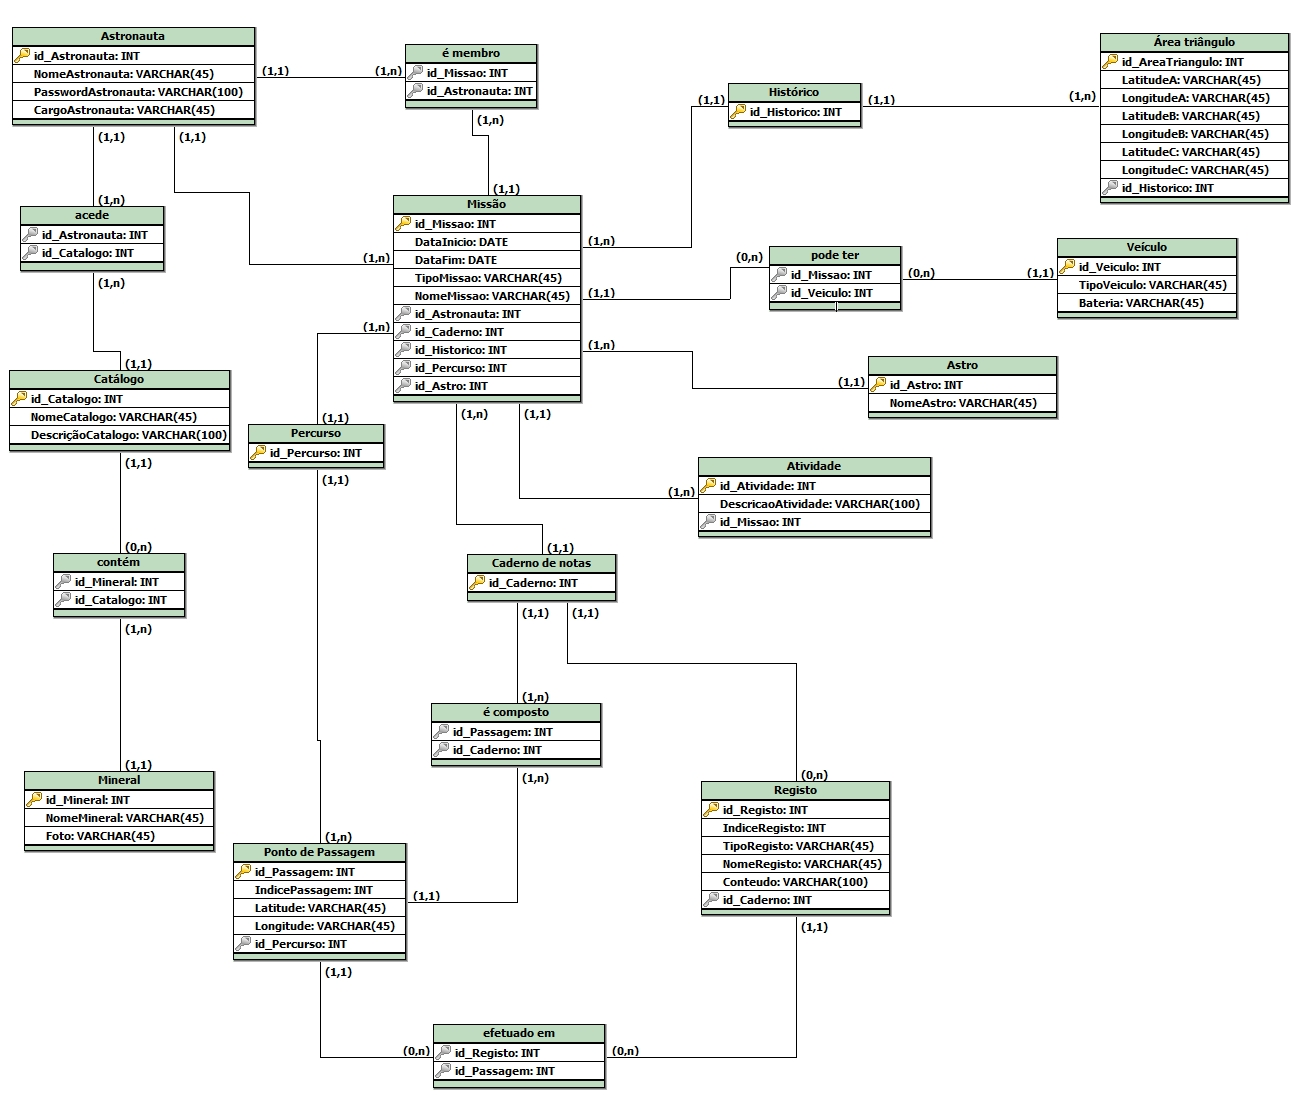 Astronauta
id_Astronauta: INT
NomeAstronauta: VARCHAR(45)
PasswordAstronauta: VARCHAR(100)
CargoAstronauta: VARCHAR(45)
(1,1)
(1,n)
é membro
id_Missao: INT
id_Astronauta: INT
(1,n)
(1,1)
Histórico
id_Historico: INT
(1,1)
(1,1)
(1,n)
Área triângulo
id_AreaTriangulo: INT
LatitudeA: VARCHAR(45)
LongitudeA: VARCHAR(45)
LatitudeB: VARCHAR(45)
LongitudeB: VARCHAR(45)
LatitudeC: VARCHAR(45)
LongitudeC: VARCHAR(45)
id_Historico: INT
(1,1)
(1,1)
(1,n)
acede
id_Astronauta: INT
id_Catalogo: INT
(1,n)
(1,n)
Missão
id_Missao: INT
DataInicio: DATE
DataFim: DATE
TipoMissao: VARCHAR(45)
NomeMissao: VARCHAR(45)
id_Astronauta: INT
id_Caderno: INT
id_Historico: INT
id_Percurso: INT
id_Astro: INT
(1,n)
(1,1)
(1,n)
(1,n)
(0,n)
pode ter
id_Missao: INT
id_Veiculo: INT
(0,n)
(1,1)
Veículo
id_Veiculo: INT
TipoVeiculo: VARCHAR(45)
Bateria: VARCHAR(45)
(1,1)
Astro
id_Astro: INT
NomeAstro: VARCHAR(45)
(1,1)
Catálogo
id_Catalogo: INT
NomeCatalogo: VARCHAR(45)
DescriçãoCatalogo: VARCHAR(100)
(1,1)
(1,1)
Percurso
id_Percurso: INT
(1,1)
(1,n)
(1,1)
(1,n)
Atividade
id_Atividade: INT
DescricaoAtividade: VARCHAR(100)
id_Missao: INT
(0,n)
contém
id_Mineral: INT
id_Catalogo: INT
(1,n)
(1,1)
Caderno de notas
id_Caderno: INT
(1,1)
(1,1)
(1,n)
é composto
id_Passagem: INT
id_Caderno: INT
(1,n)
(1,1)
Mineral
id_Mineral: INT
NomeMineral: VARCHAR(45)
Foto: VARCHAR(45)
(0,n)
Registo
id_Registo: INT
IndiceRegisto: INT
TipoRegisto: VARCHAR(45)
NomeRegisto: VARCHAR(45)
Conteudo: VARCHAR(100)
id_Caderno: INT
(1,1)
(1,n)
Ponto de Passagem
id_Passagem: INT
IndicePassagem: INT
Latitude: VARCHAR(45)
Longitude: VARCHAR(45)
id_Percurso: INT
(1,1)
(1,1)
(0,n)
efetuado em
id_Registo: INT
id_Passagem: INT
(0,n)